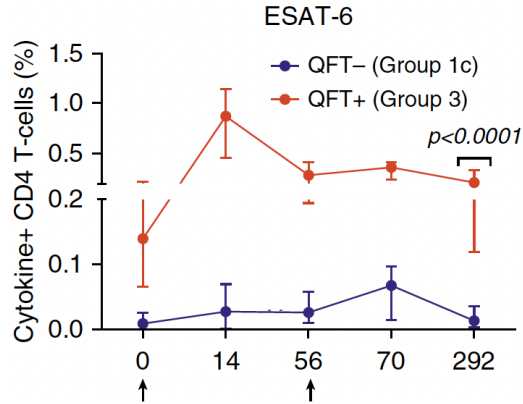 ESAT-6
Cytokine+ CD4 T-cells (%)
1.5
1.0
0.5
0.2
0.1
0.0
QFT– (Group 1c)
QFT+ (Group 3)
p<0.0001
0 14 56 70 292